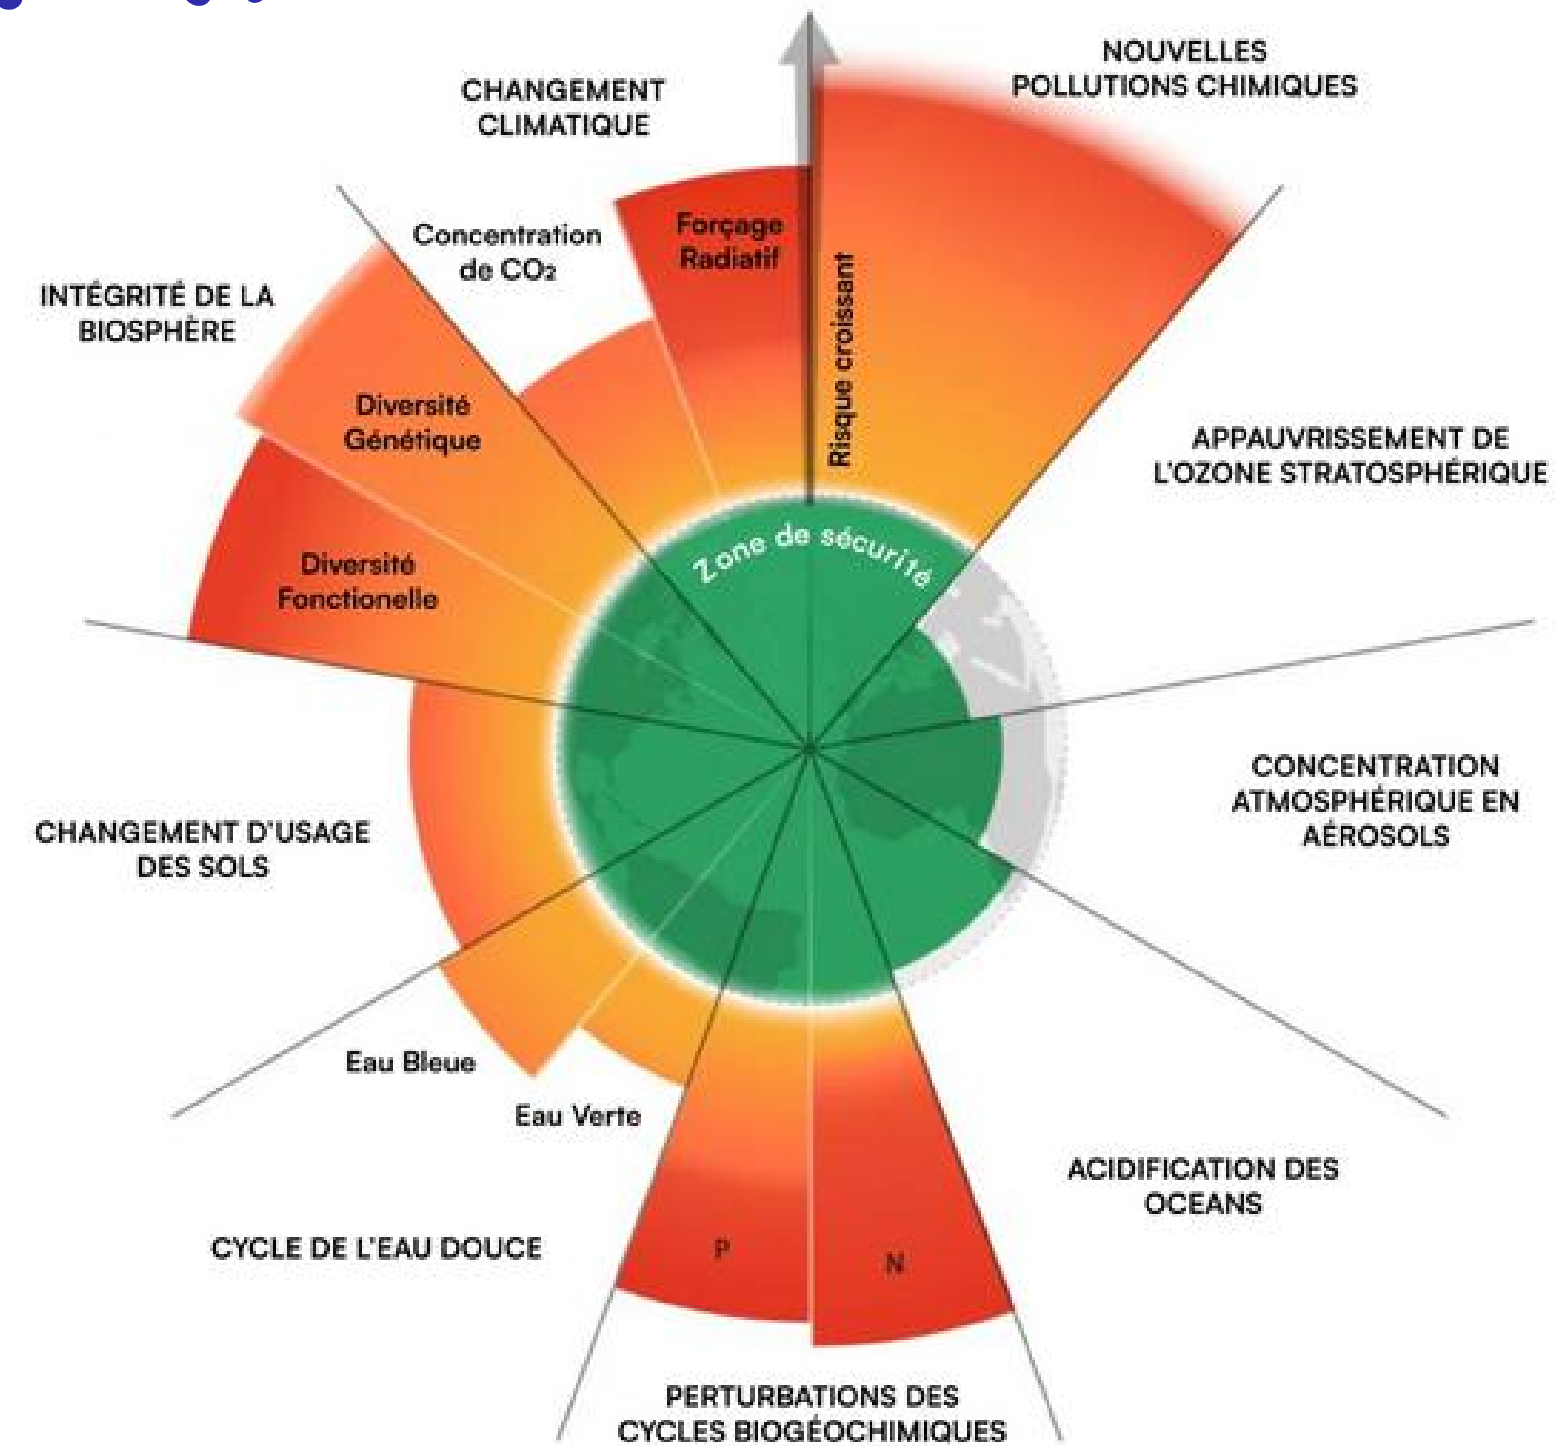 NOUVELLES
POLLUTIONS CHIMIQUES
CHANGEMENT
CLIMATIQUE
Concentration
de CO₂
Forçage
Radiatif
Risque croissant
INTÉGRITÉ DE LA
BIOSPHÈRE
Diversité
Génétique
Diversité
Fonctionelle
APPAUVRISSEMENT DE
L'OZONE STRATOSPHÉRIQUE
Zone de sécurité
CONCENTRATION
ATMOSPHÉRIQUE EN
AÉROSOLS
CHANGEMENT D'USAGE
DES SOLS
Eau Bleue
Eau Verte
ACIDIFICATION DES
OCEANS
CYCLE DE L'EAU DOUCE
P
N
PERTURBATIONS DES
CYCLES BIOGÉOCHIMIQUES